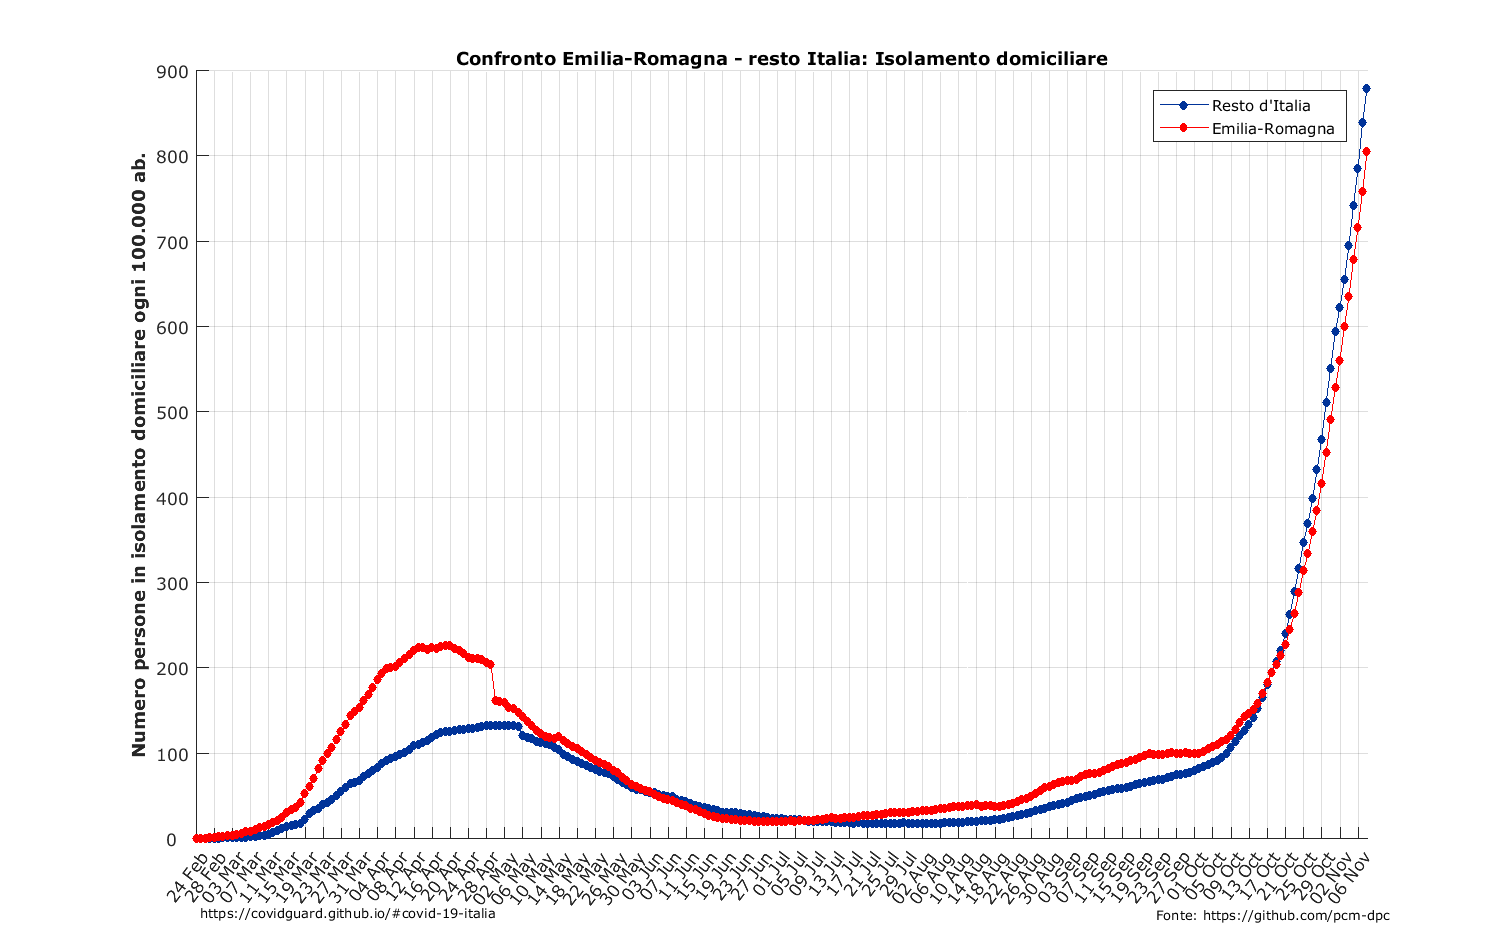 Confronto Emilia-Romagna - resto Italia: Isolamento domiciliare
Resto d'Italia
Emilia-Romagna
Numero persone in isolamento domiciliare ogni 100.000 ab.
900
800
700
600
500
400
300
200
100
0
24 Feb
28 Feb
03 Mar
07 Mar
11 Mar
15 Mar
19 Mar
23 Mar
27 Mar
31 Mar
04 Apr
08 Apr
12 Apr
16 Apr
20 Apr
24 Apr
28 Apr
02 May
06 May
10 May
14 May
18 May
22 May
26 May
30 May
03 Jun
07 Jun
11 Jun
15 Jun
19 Jun
23 Jun
27 Jun
01 Jul
05 Jul
09 Jul
13 Jul
17 Jul
21 Jul
25 Jul
29 Jul
02 Aug
06 Aug
10 Aug
14 Aug
18 Aug
22 Aug
26 Aug
30 Aug
03 Sep
07 Sep
11 Sep
15 Sep
19 Sep
23 Sep
27 Sep
01 Oct
05 Oct
09 Oct
13 Oct
17 Oct
21 Oct
25 Oct
29 Oct
02 Nov
06 Nov
https://covidguard.github.io/#covid-19-italia
Fonte: https://github.com/pcm-dpc